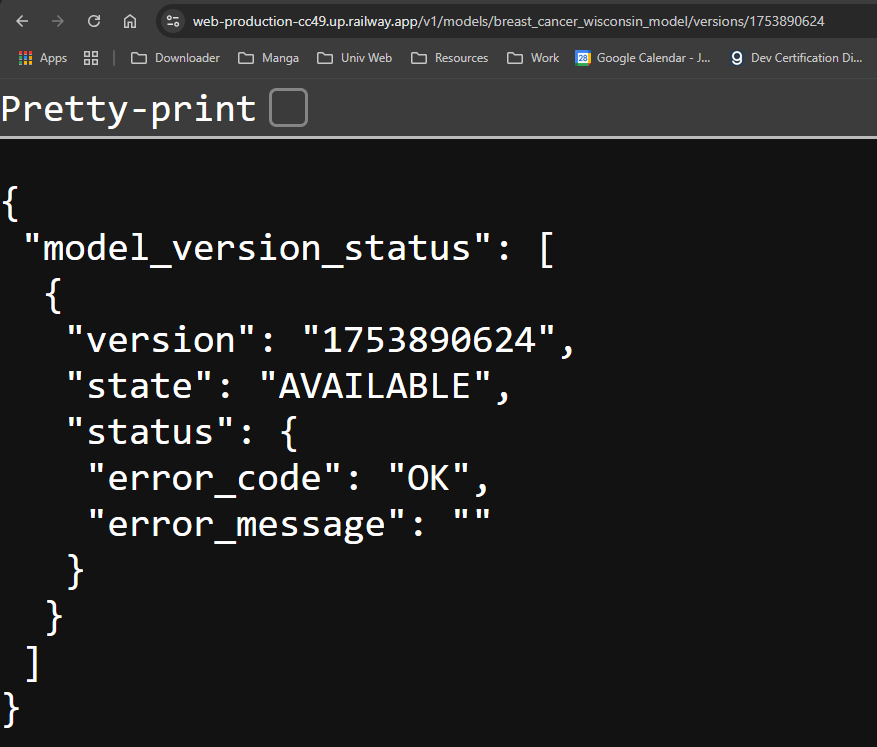 web-production-cc49.up.railway.app/v1/models/breast_cancer_wisconsin_model/versions/1753890624
Apps Downloader Manga Univ Web Resources Work 28 Google Calendar - J... Dev Certification Di...
Pretty-print
{
 "model_version_status": [
  {
   "version": "1753890624",
   "state": "AVAILABLE",
   "status": {
    "error_code": "OK",
    "error_message": ""
   }
  }
 ]
}